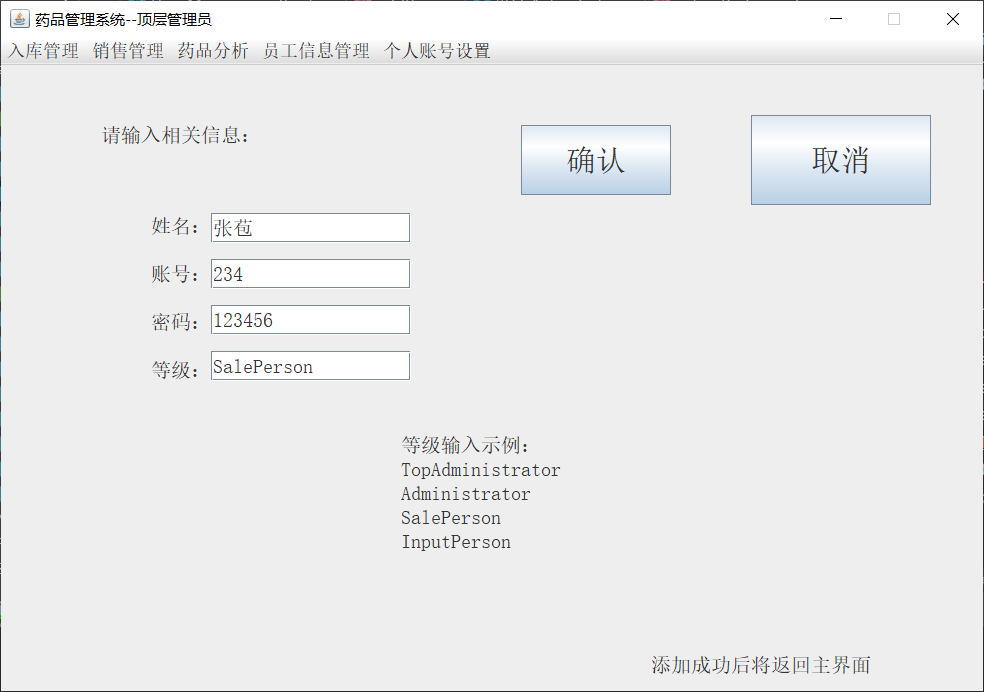 药品管理系统--顶层管理员
入库管理 销售管理 药品分析 员工信息管理 个人账号设置
请输入相关信息：
确认
取消
姓名：张苞
账号：234
密码：123456
等级：SalePerson
等级输入示例：
TopAdministrator
Administrator
SalePerson
InputPerson
添加成功后将返回主界面